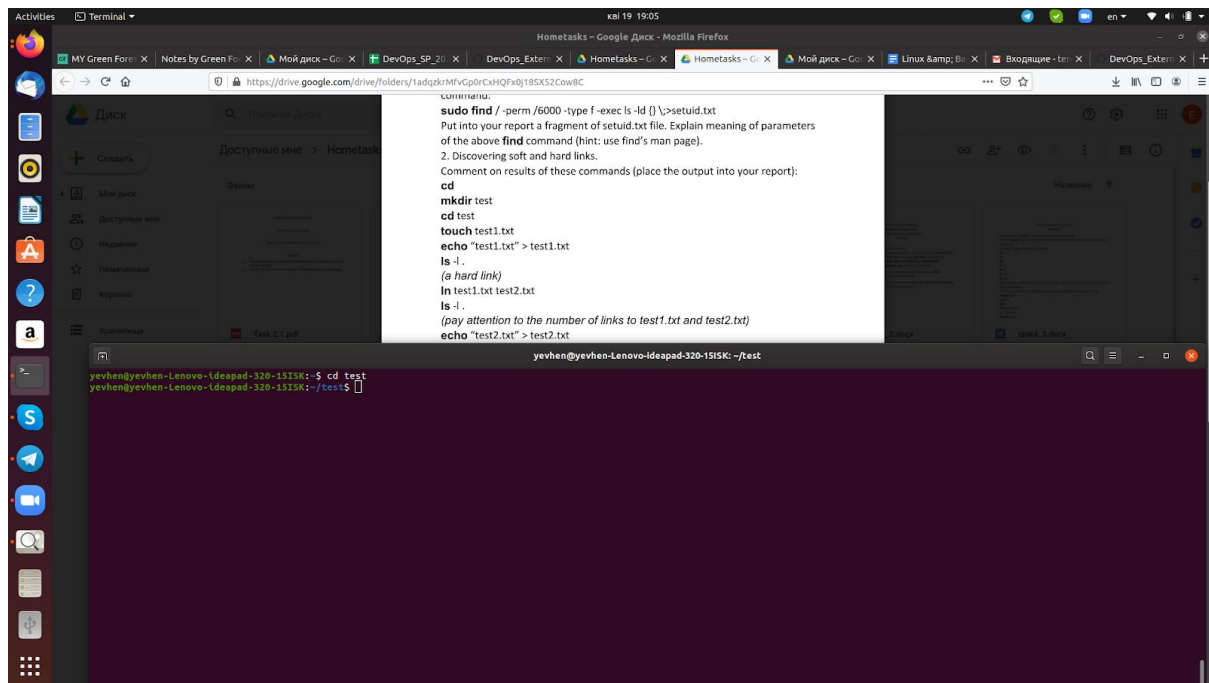 Activities Terminal ▾ кві 19 19:05 en ▾
Hometasks – Google Диск - Mozilla Firefox
MY Green Fores X Notes by Green Fo X Мой диск – Goo X DevOps_SP_20 X DevOps_Extern X Hometasks – Go X Hometasks – Go X Мой диск – Goo X Linux &amp; Ba X Входящие - ter X DevOps_Extern X
https://drive.google.com/drive/folders/1adqzkrMfvGp0rCxHQFx0j18SX52Cow8C
command:
sudo find / -perm /6000 -type f -exec ls -ld {} \;>setuid.txt
Диск
Поиск на Диске
Put into your report a fragment of setuid.txt file. Explain meaning of parameters
of the above find command (hint: use find's man page).
Создать
Доступные мне > Hometask
2. Discovering soft and hard links.
Comment on results of these commands (place the output into your report):
Файлы
Название ↑
cd
Мой диск
mkdir test
cd test
Доступные мне
touch test1.txt
Недавние
echo “test1.txt” > test1.txt
ls -l .
Помеченные
(a hard link)
Корзина
ln test1.txt test2.txt
ls -l .
(pay attention to the number of links to test1.txt and test2.txt)
Хранилище
Task 2.1.pdf
echo “test2.txt” > test2.txt
3.docx
task4_3.docx
yevhen@yevhen-Lenovo-ideapad-320-15ISK: ~/test
yevhen@yevhen-Lenovo-ideapad-320-15ISK:~$ cd test
yevhen@yevhen-Lenovo-ideapad-320-15ISK:~/test$